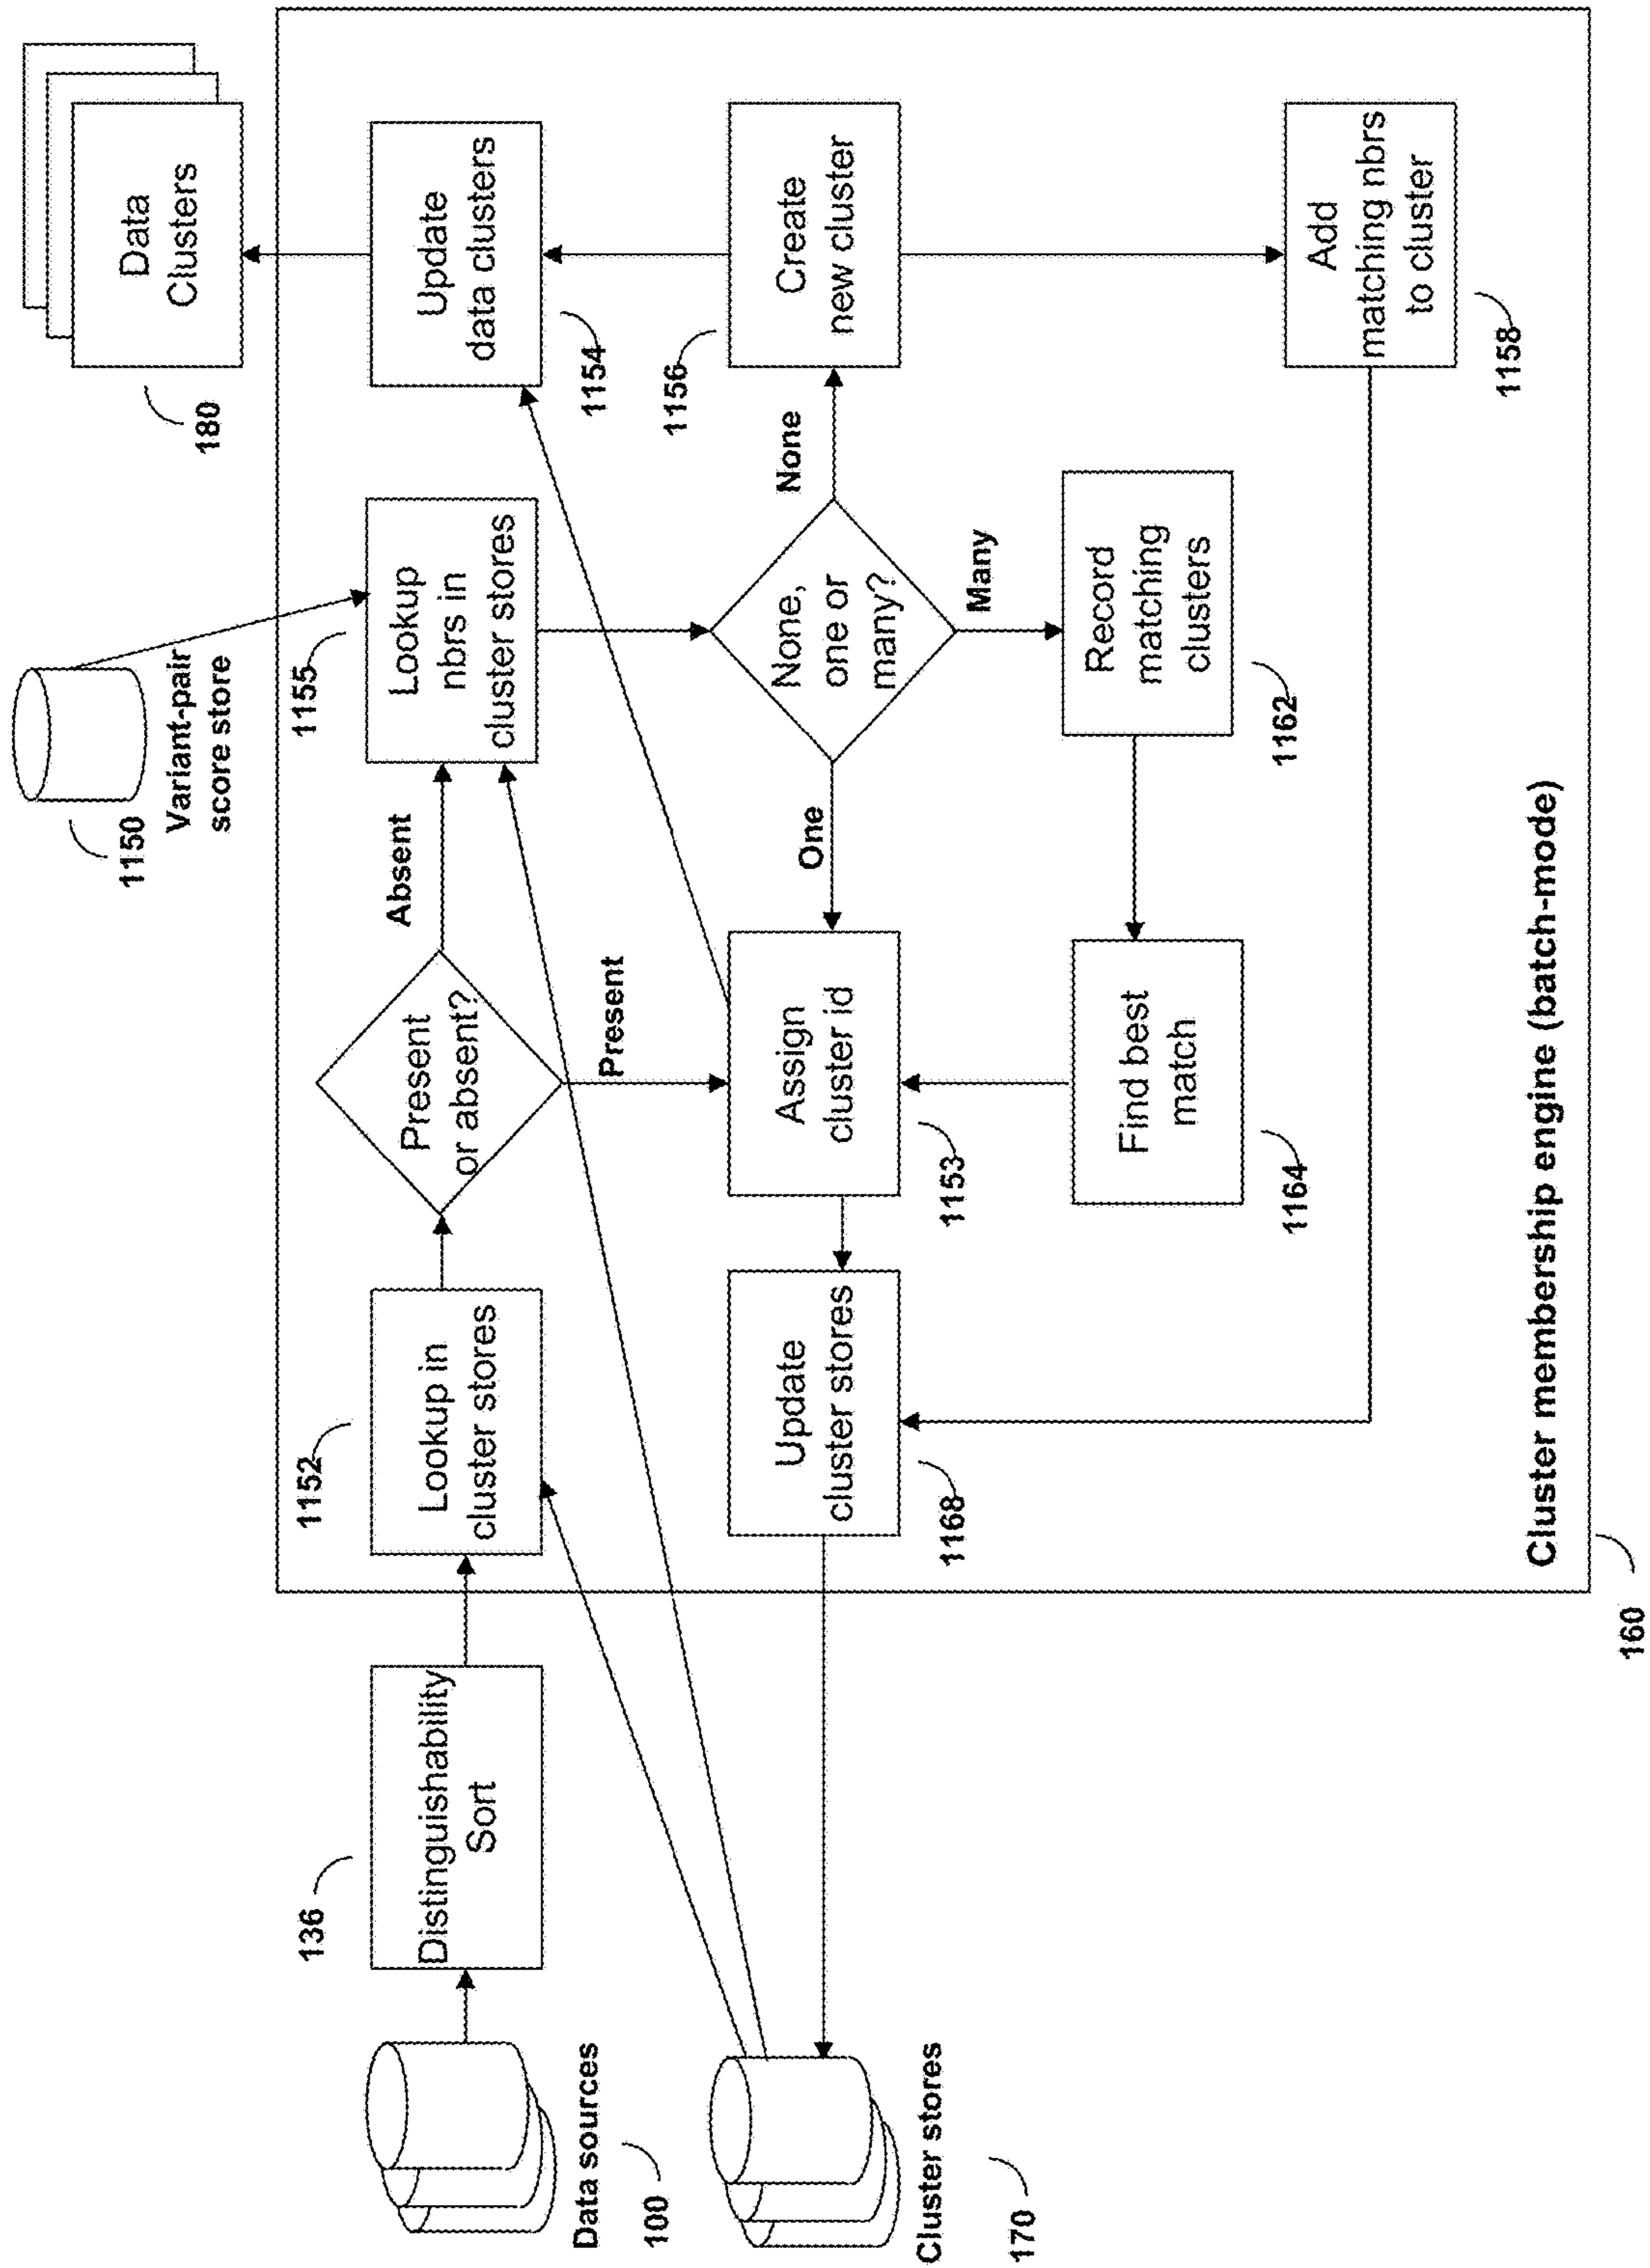 Data sources
100
136
Distinguishability
Sort
1152
Lookup in
cluster stores
Present
or absent?
Absent
Present
1150
Variant-pair
score store
1155
Lookup
nbrs in
cluster stores
Update
data clusters
1154
Data
Clusters
180
Cluster stores
170
Update
cluster stores
1168
Assign
cluster id
1153
One
None,
one or
many?
None
Many
1156
Create
new cluster
Find best
match
1164
Record
matching
clusters
1162
Add
matching nbrs
to cluster
1158
Cluster membership engine (batch-mode)
160